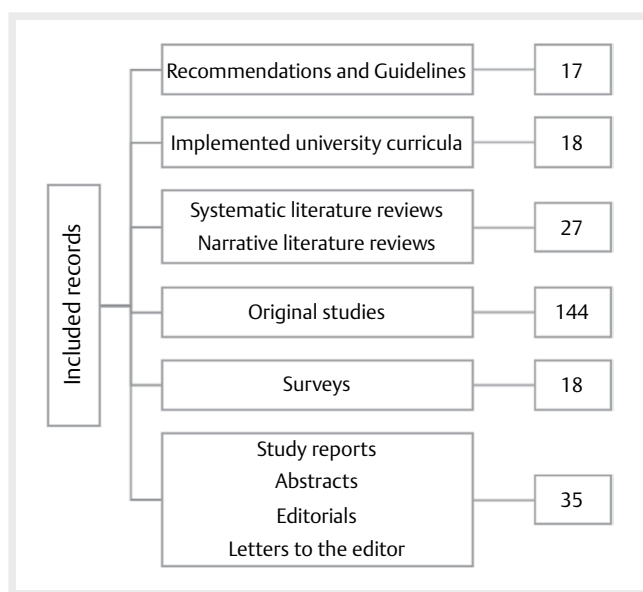 Included records
Recommendations and Guidelines
17
Implemented university curricula
18
Systematic literature reviews
Narrative literature reviews
27
Original studies
144
Surveys
18
Study reports
Abstracts
Editorials
Letters to the editor
35